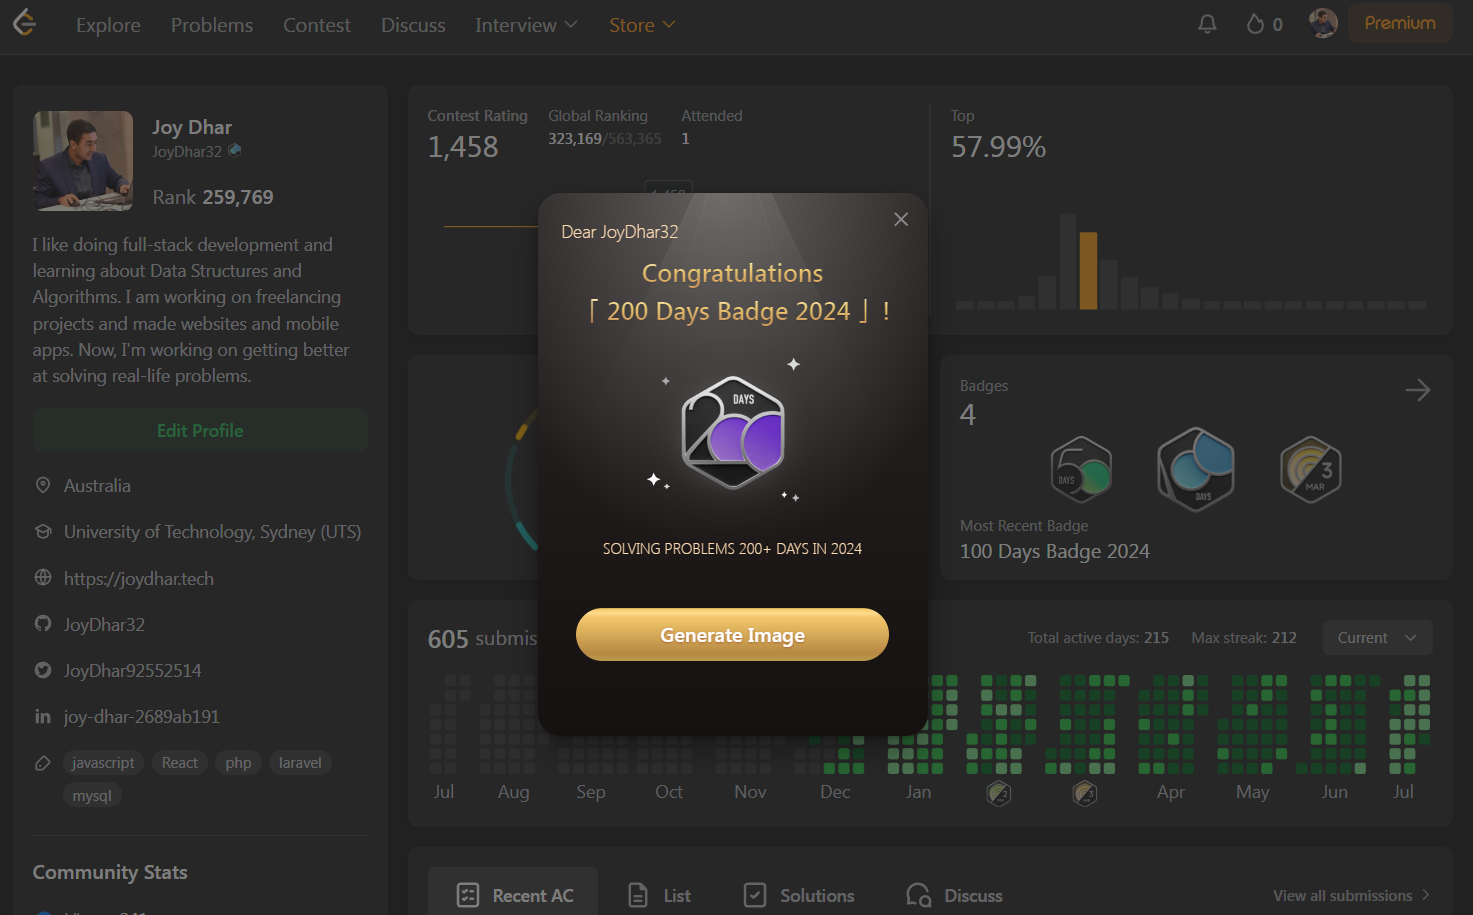 Explore Problems Contest Discuss Interview Store 0 Premium
Joy Dhar
JoyDhar32
Rank 259,769
I like doing full-stack development and
learning about Data Structures and
Algorithms. I am working on freelancing
projects and made websites and mobile
apps. Now, I'm working on getting better
at solving real-life problems.
Edit Profile
Australia
University of Technology, Sydney (UTS)
https://joydhar.tech
JoyDhar32
JoyDhar92552514
joy-dhar-2689ab191
javascript React php laravel
mysql
Community Stats
Contest Rating Global Ranking Attended
1,458 323,169/563,365 1
Top
57.99%
Dear JoyDhar32
Congratulations
「 200 Days Badge 2024 」 !
200 DAYS
SOLVING PROBLEMS 200+ DAYS IN 2024
Generate Image
Badges
4
50 DAYS
100 DAYS
3 MAR
Most Recent Badge
100 Days Badge 2024
605 submis
Total active days: 215 Max streak: 212 Current
Jul Aug Sep Oct Nov Dec Jan Apr May Jun Jul
Recent AC List Solutions Discuss View all submissions